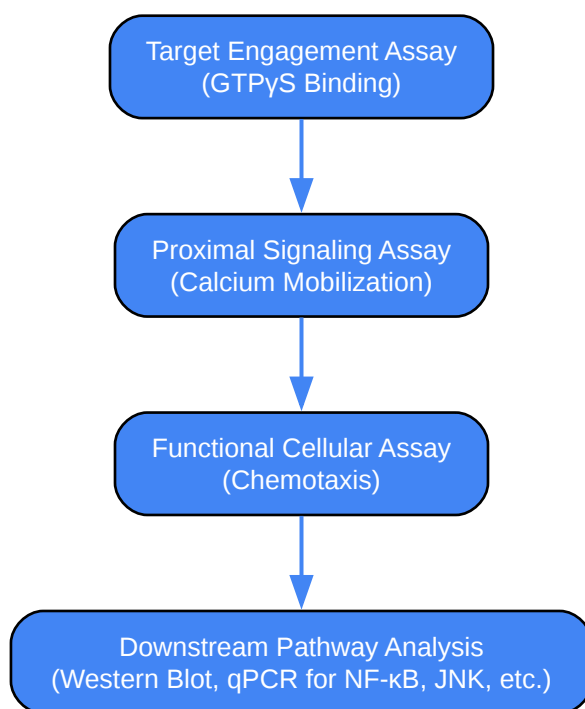 Target Engagement Assay
(GTPγS Binding)
Proximal Signaling Assay
(Calcium Mobilization)
Functional Cellular Assay
(Chemotaxis)
Downstream Pathway Analysis
(Western Blot, qPCR for NF-κB, JNK, etc.)